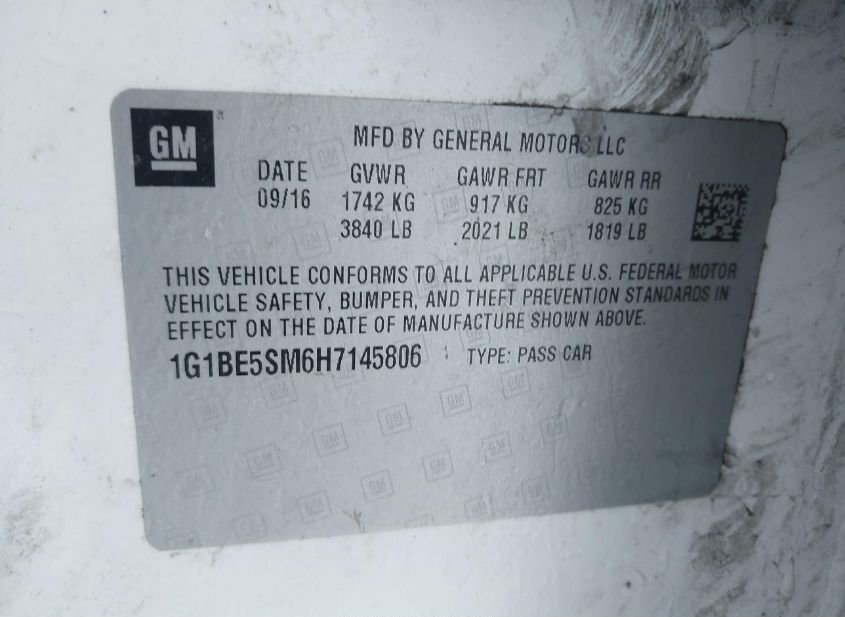 GM
MFD BY GENERAL MOTORS LLC
DATE GVWR GAWR FRT GAWR RR
09/16 1742 KG 917 KG 825 KG
3840 LB 2021 LB 1819 LB
THIS VEHICLE CONFORMS TO ALL APPLICABLE U.S. FEDERAL MOTOR
VEHICLE SAFETY, BUMPER, AND THEFT PREVENTION STANDARDS IN
EFFECT ON THE DATE OF MANUFACTURE SHOWN ABOVE.
1G1BE5SM6H7145806 TYPE: PASS CAR